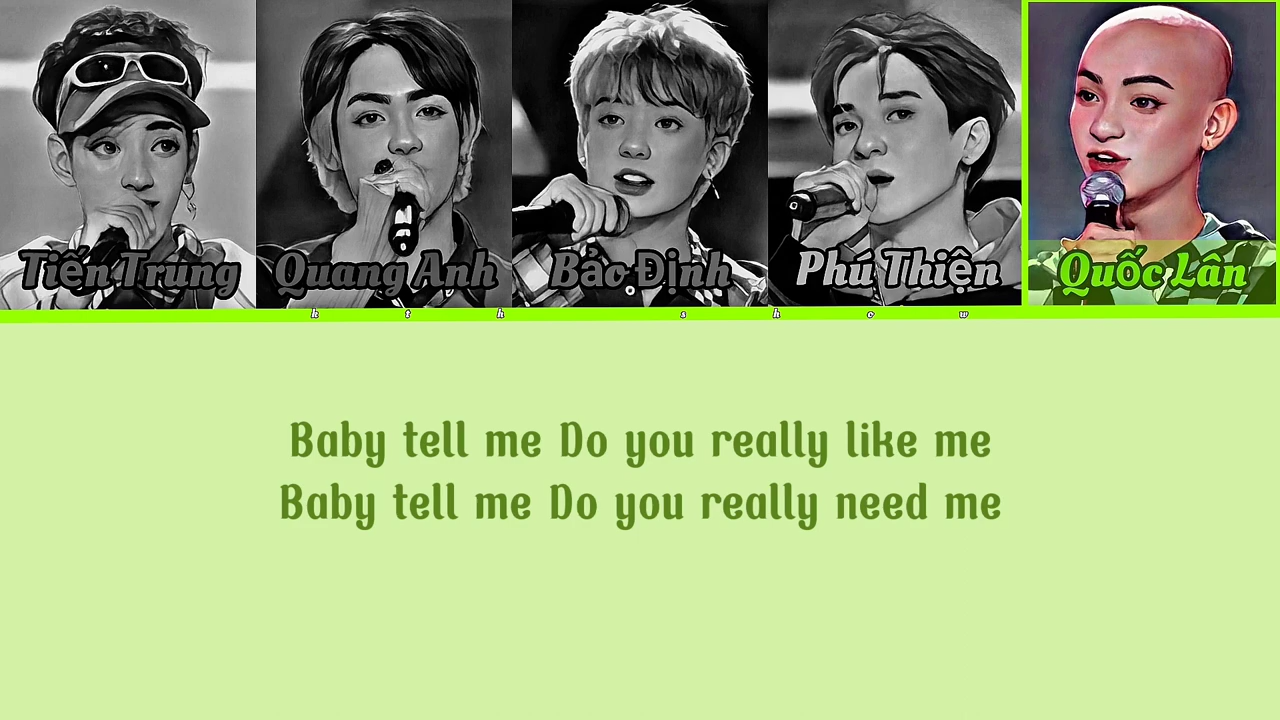 Tiến Trung
Quang Anh
Bảo Định
Phú Thiện
Quốc Lân
k t h s h o w
Baby tell me Do you really like me
Baby tell me Do you really need me